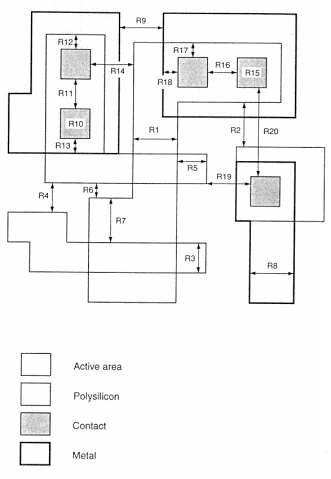 R9
R12
R17
R14
R16
R18
R15
R11
R10
R1
R2
R20
R13
R5
R19
R6
R4
R7
R3
R8
Active area
Polysilicon
Contact
Metal